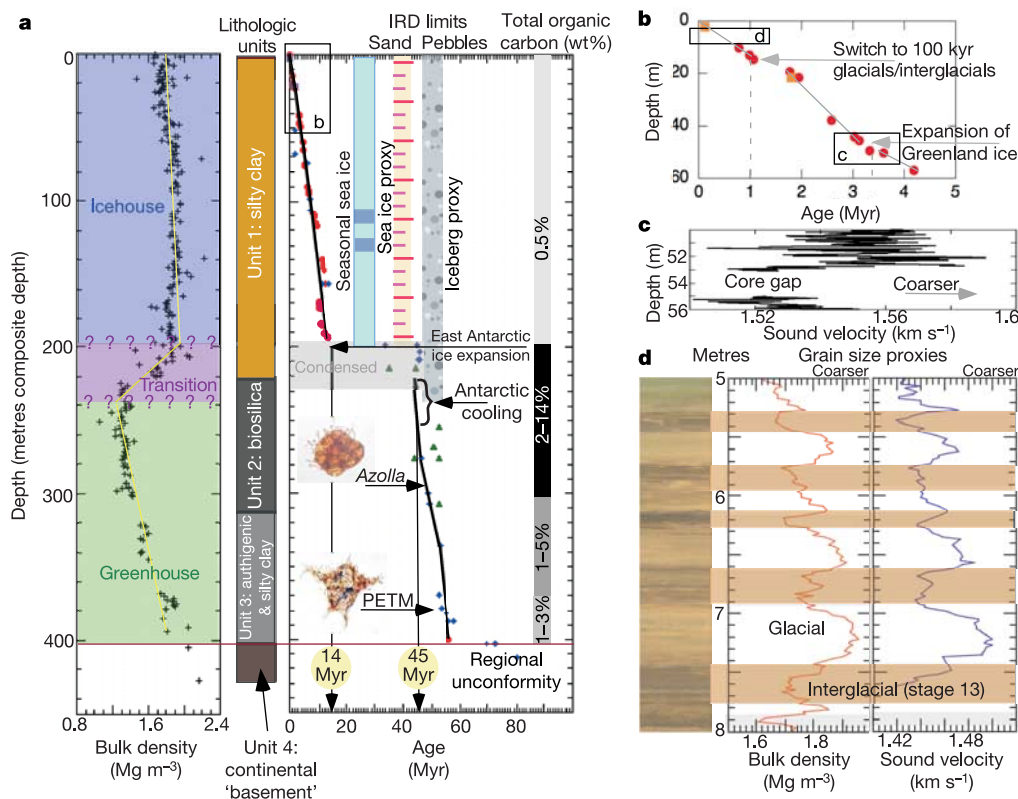 a
Lithologic
units
IRD limits
Sand Pebbles
Total organic
carbon (wt%)
Depth (metres composite depth)
0
100
200
300
400
Icehouse
? ? ? ? ?
Transition
? ? ? ? ?
Greenhouse
0.8 1.6 2.4
Bulk density
(Mg m–3)
Unit 1: silty clay
Unit 2: biosilica
Unit 3: authigenic
& silty clay
Unit 4:
continental
'basement'
b
Seasonal sea ice
Sea ice proxy
Iceberg proxy
East Antarctic
ice expansion
Condensed
Antarctic
cooling
Azolla
PETM
14
Myr
45
Myr
Regional
unconformity
0 20 40 60 80
Age
(Myr)
0.5%
2–14%
1–5%
1–3%
b
Depth (m)
0
20
40
60
d
Switch to 100 kyr
glacials/interglacials
Expansion of
Greenland ice
c
0 1 2 3 4 5
Age (Myr)
c
Depth (m)
52
54
56
Core gap
Coarser
1.52 1.56 1.6
Sound velocity (km s–1)
d
Metres
Grain size proxies
Coarser
Coarser
5
6
7
8
Glacial
Interglacial (stage 13)
1.6 1.8
Bulk density
(Mg m–3)
1.42 1.48
Sound velocity
(km s–1)